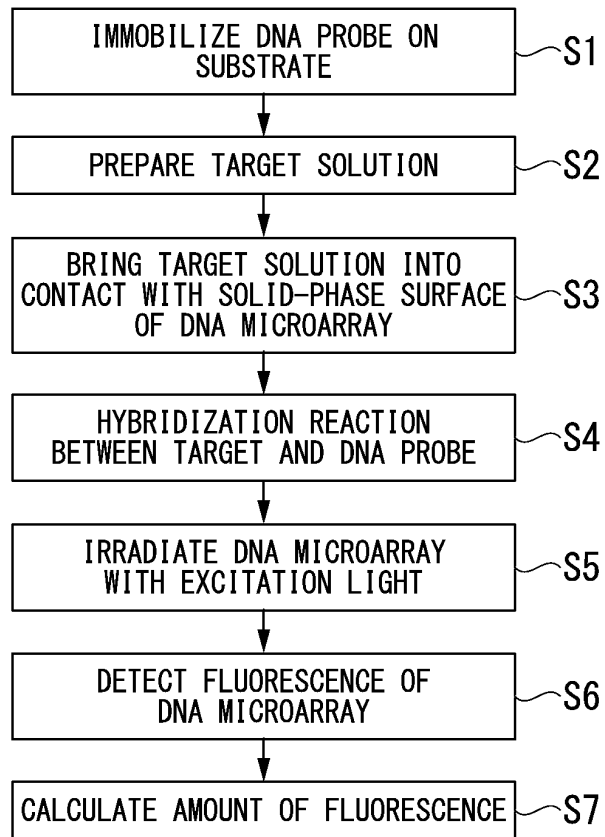 IMMOBILIZE DNA PROBE ON
SUBSTRATE
S1
PREPARE TARGET SOLUTION
S2
BRING TARGET SOLUTION INTO
CONTACT WITH SOLID-PHASE SURFACE
OF DNA MICROARRAY
S3
HYBRIDIZATION REACTION
BETWEEN TARGET AND DNA PROBE
S4
IRRADIATE DNA MICROARRAY
WITH EXCITATION LIGHT
S5
DETECT FLUORESCENCE OF
DNA MICROARRAY
S6
CALCULATE AMOUNT OF FLUORESCENCE
S7